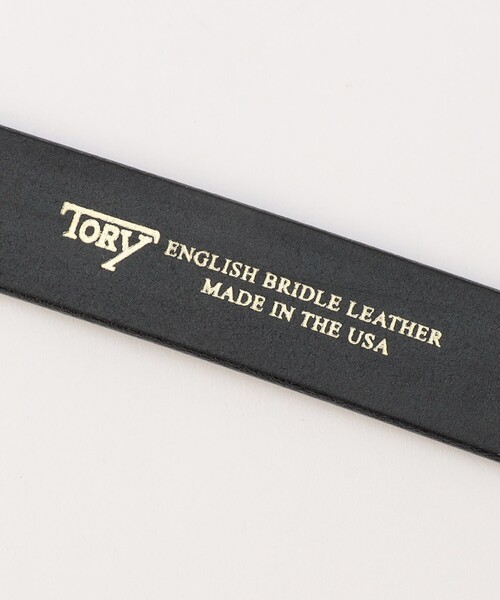 TORY
ENGLISH BRIDLE LEATHER
MADE IN THE USA